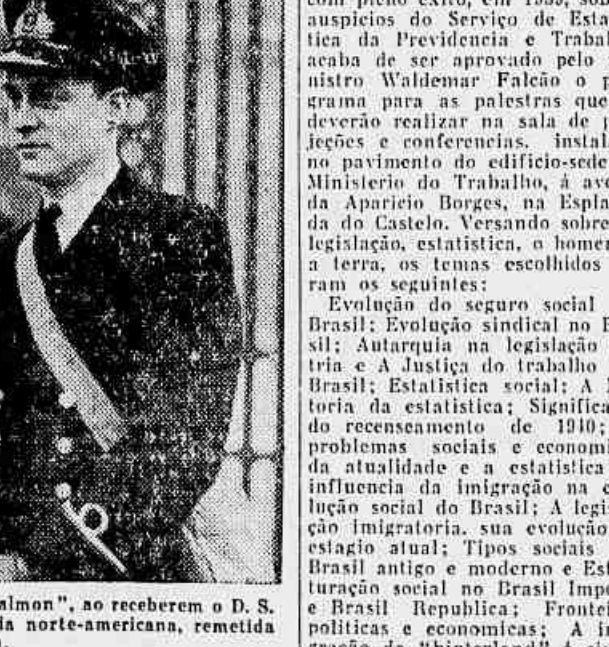 almon", ao receberem o D. S.
da norte-americana, remetida
com pleno exito, em 1939, sob
auspicios do Serviço de Esta
tica da Previdencia e Trabal
acaba de ser aprovado pelo
nistro Waldemar Falcão o p
grama para as palestras que
deverão realizar na sala de p
jeções e conferencias, instal
no pavimento do edificio-sede
Ministerio do Trabalho, á ave
da Aparicio Borges, na Espla
da do Castelo. Versando sobre
legislação, estatistica, o homem
a terra, os temas escolhidos
ram os seguintes:
Evolução do seguro social
Brasil; Evolução sindical no B
sil; Autarquia na legislação
tria e A Justiça do trabalho
Brasil; Estatistica social; A
toria da estatistica; Significa
do recenseamento de 1940;
problemas sociais e economi
da atualidade e a estatistica
influencia da imigração na e
lução social do Brasil; A legis
ção imigratoria, sua evolução
estagio atual; Tipos sociais
Brasil antigo e moderno e Est
turação social no Brasil Impe
e Brasil Republica; Frontei
politicas e economicas; A in